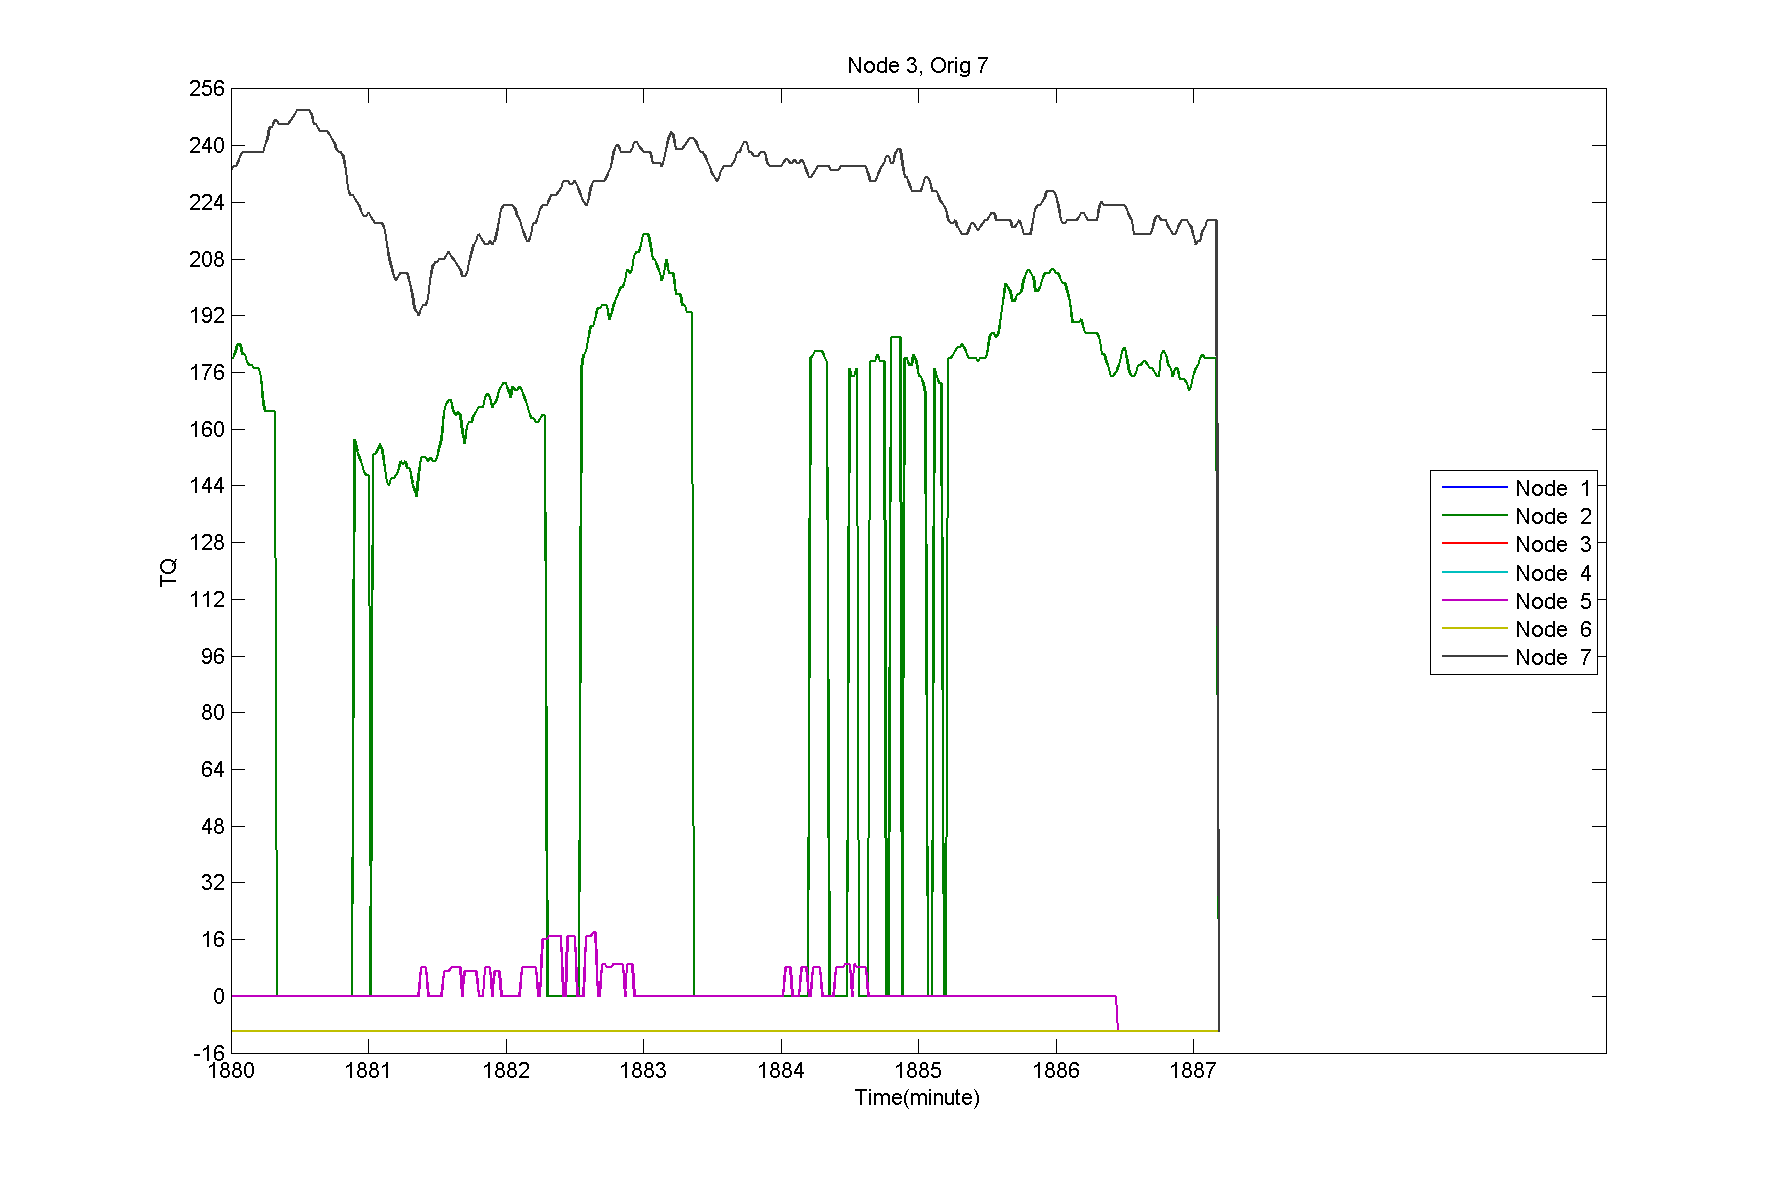 Node 3, Orig 7
256
240
224
208
192
176
160
144
128
112
96
80
64
48
32
16
0
-16
TQ
1880 1881 1882 1883 1884 1885 1886 1887
Time(minute)
Node 1
Node 2
Node 3
Node 4
Node 5
Node 6
Node 7